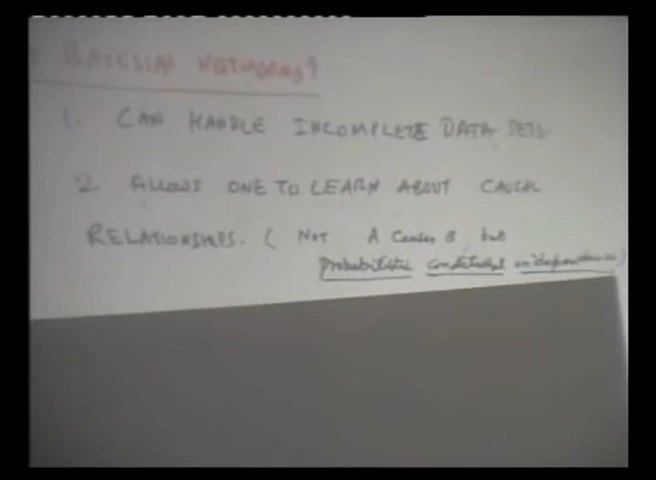 BAYESIAN NETWORKS?
1. CAN HANDLE INCOMPLETE DATA SETS
2. ALLOWS ONE TO LEARN ABOUT CAUSAL
RELATIONSHIPS. ( Not A Causes B but
probabilistic conditional independence)